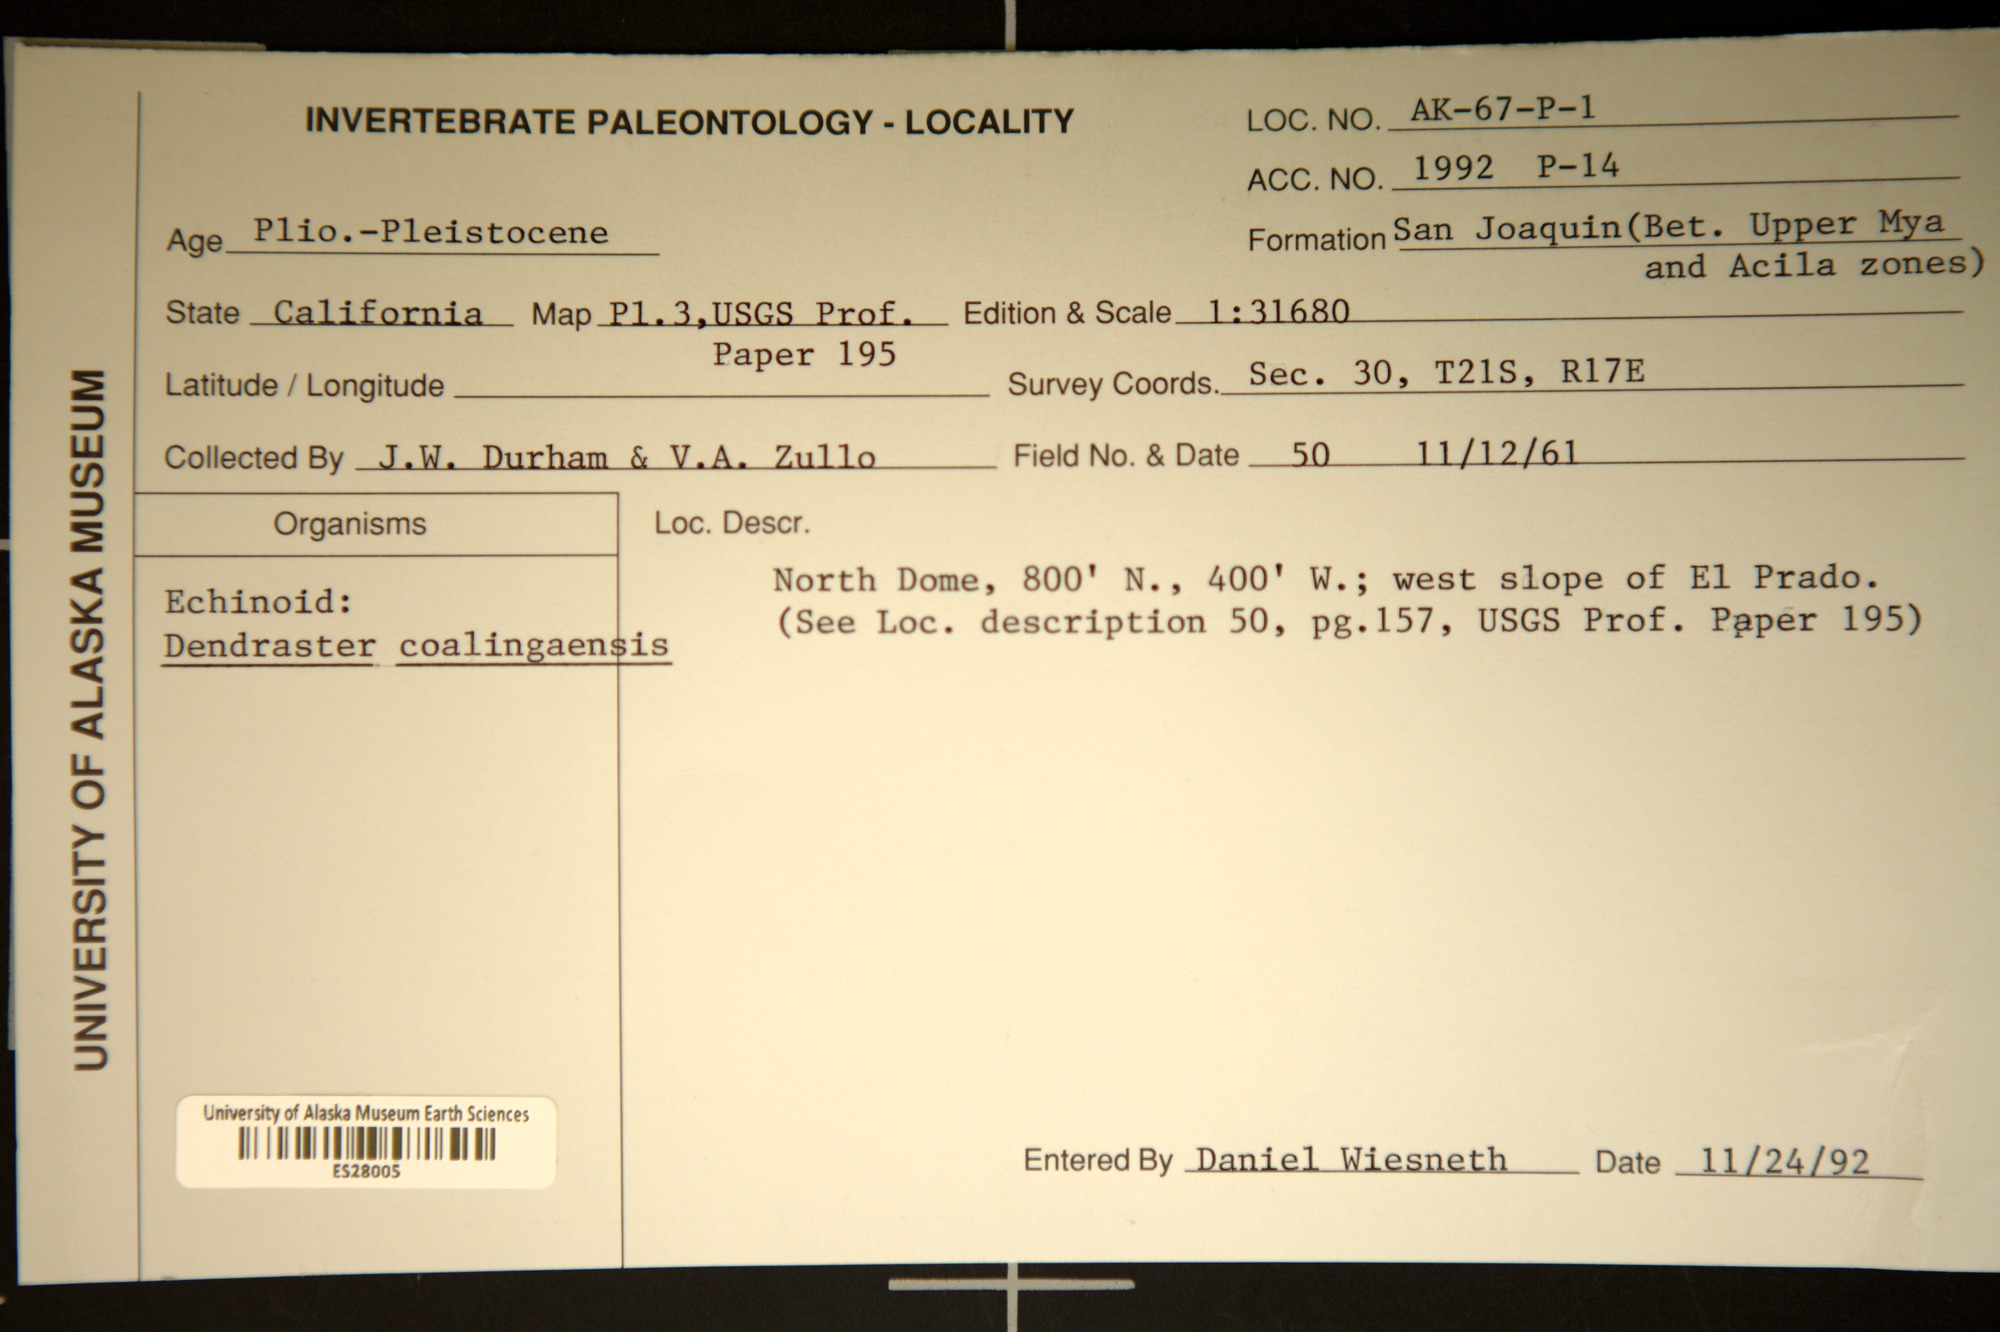 UNIVERSITY OF ALASKA MUSEUM
INVERTEBRATE PALEONTOLOGY - LOCALITY
LOC. NO. AK-67-P-1
ACC. NO. 1992 P-14
Age Plio.-Pleistocene
Formation San Joaquin(Bet. Upper Mya
and Acila zones)
State California Map Pl.3,USGS Prof. Edition & Scale 1:31680
Paper 195
Latitude / Longitude Survey Coords. Sec. 30, T21S, R17E
Collected By J.W. Durham & V.A. Zullo Field No. & Date 50 11/12/61
Organisms
Echinoid:
Dendraster coalingaensis
Loc. Descr.
North Dome, 800' N., 400' W.; west slope of El Prado.
(See Loc. description 50, pg.157, USGS Prof. Paper 195)
University of Alaska Museum Earth Sciences
ES28005
Entered By Daniel Wiesneth Date 11/24/92